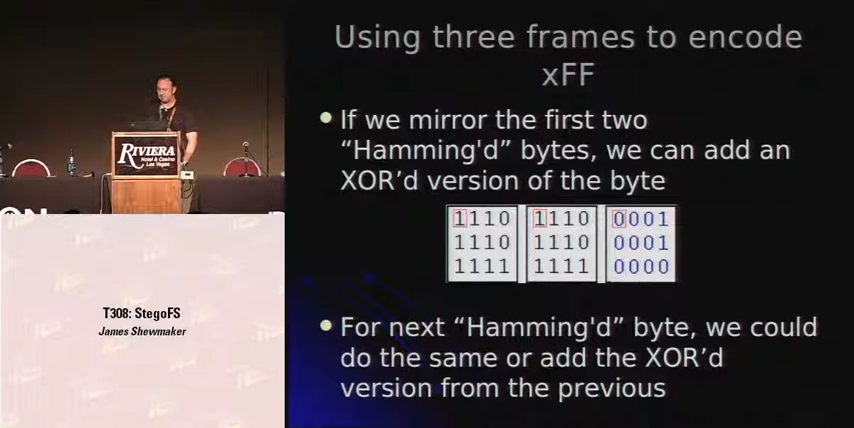 Using three frames to encode
xFF
If we mirror the first two
“Hamming'd” bytes, we can add an
XOR’d version of the byte
1110 1110 0001
1110 1110 0001
1111 1111 0000
For next “Hamming'd” byte, we could
do the same or add the XOR’d
version from the previous
RIVIERA
Hotel & Casino
Las Vegas
ON
T308: StegoFS
James Shewmaker